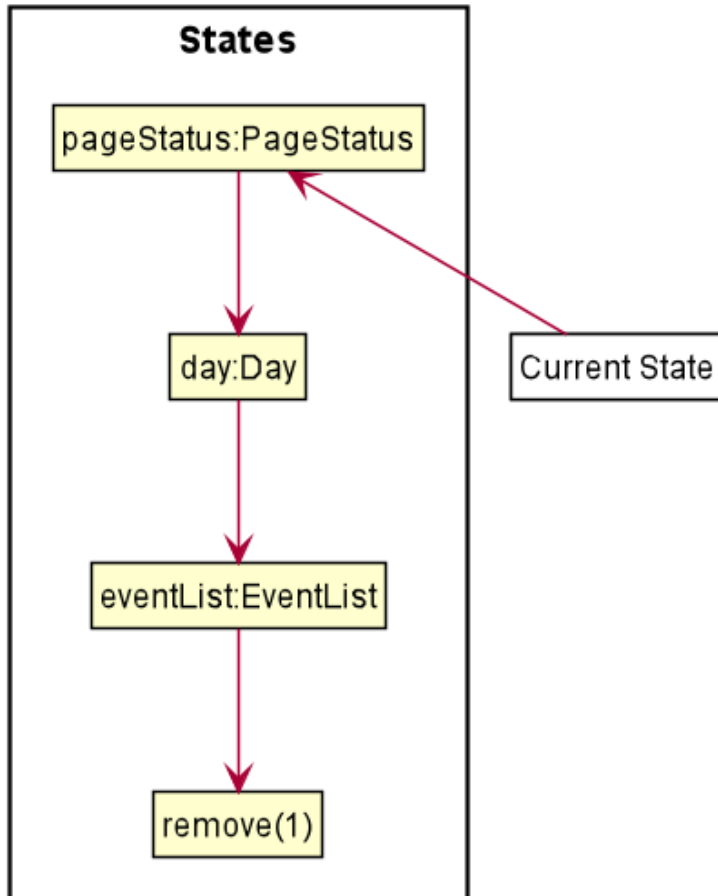 States
pageStatus:PageStatus
day:Day
Current State
eventList:EventList
remove(1)